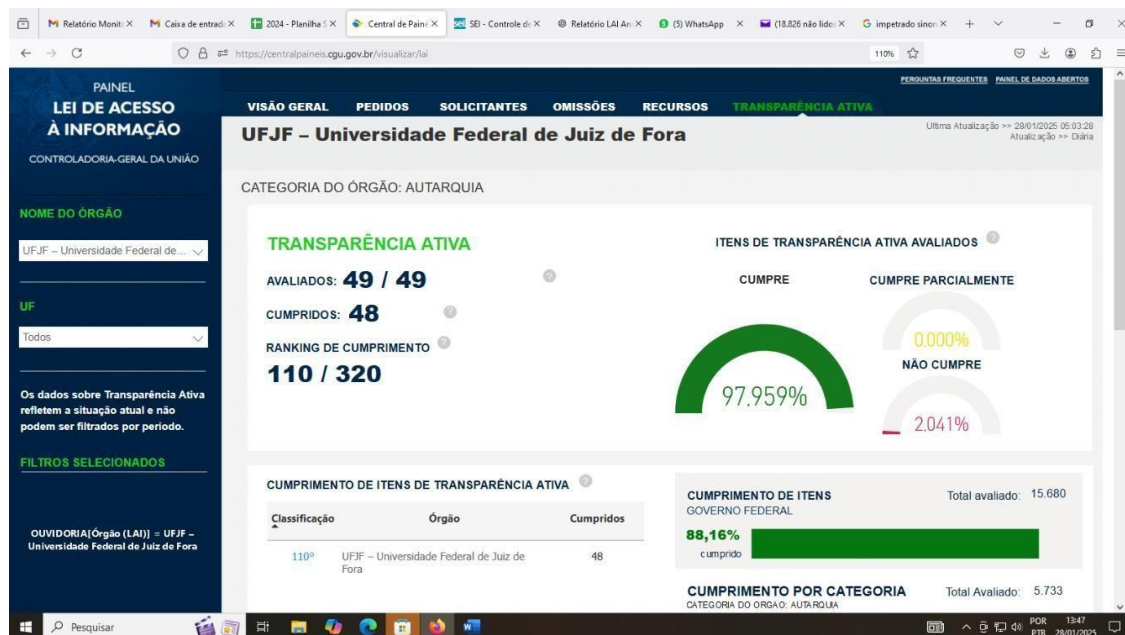 Relatório Monit
Caixa de entrada
2024 - Planilha S
Central de Paine
SEI - Controle de
Relatório LAI An
(5) WhatsApp
(18.826 não lido
impetrado sinon
https://centralpaineis.cgu.gov.br/visualizar/lai
110%
PAINEL
LEI DE ACESSO
À INFORMAÇÃO
CONTROLADORIA-GERAL DA UNIÃO
NOME DO ÓRGÃO
UFJF – Universidade Federal de...
UF
Todos
Os dados sobre Transparência Ativa
refletem a situação atual e não
podem ser filtrados por período.
FILTROS SELECIONADOS
OUVIDORIA[Órgão (LAI)] = UFJF –
Universidade Federal de Juiz de Fora
PERGUNTAS FREQUENTES PAINEL DE DADOS ABERTOS
VISÃO GERAL PEDIDOS SOLICITANTES OMISSÕES RECURSOS TRANSPARÊNCIA ATIVA
UFJF – Universidade Federal de Juiz de Fora
Última Atualização >> 28/01/2025 05:03:28
Atualização >> Diária
CATEGORIA DO ÓRGÃO: AUTARQUIA
TRANSPARÊNCIA ATIVA
AVALIADOS: 49 / 49
CUMPRIDOS: 48
RANKING DE CUMPRIMENTO
110 / 320
ITENS DE TRANSPARÊNCIA ATIVA AVALIADOS
CUMPRE
97,959%
CUMPRE PARCIALMENTE
0,000%
NÃO CUMPRE
2,041%
CUMPRIMENTO DE ITENS DE TRANSPARÊNCIA ATIVA
Classificação Órgão Cumpridos
110º UFJF – Universidade Federal de Juiz de 48
Fora
CUMPRIMENTO DE ITENS Total avaliado: 15.680
GOVERNO FEDERAL
88,16%
cumprido
CUMPRIMENTO POR CATEGORIA Total Avaliado: 5.733
CATEGORIA DO ORGAO: AUTARQUIA
Pesquisar
POR 13:47
PTB 28/01/2025